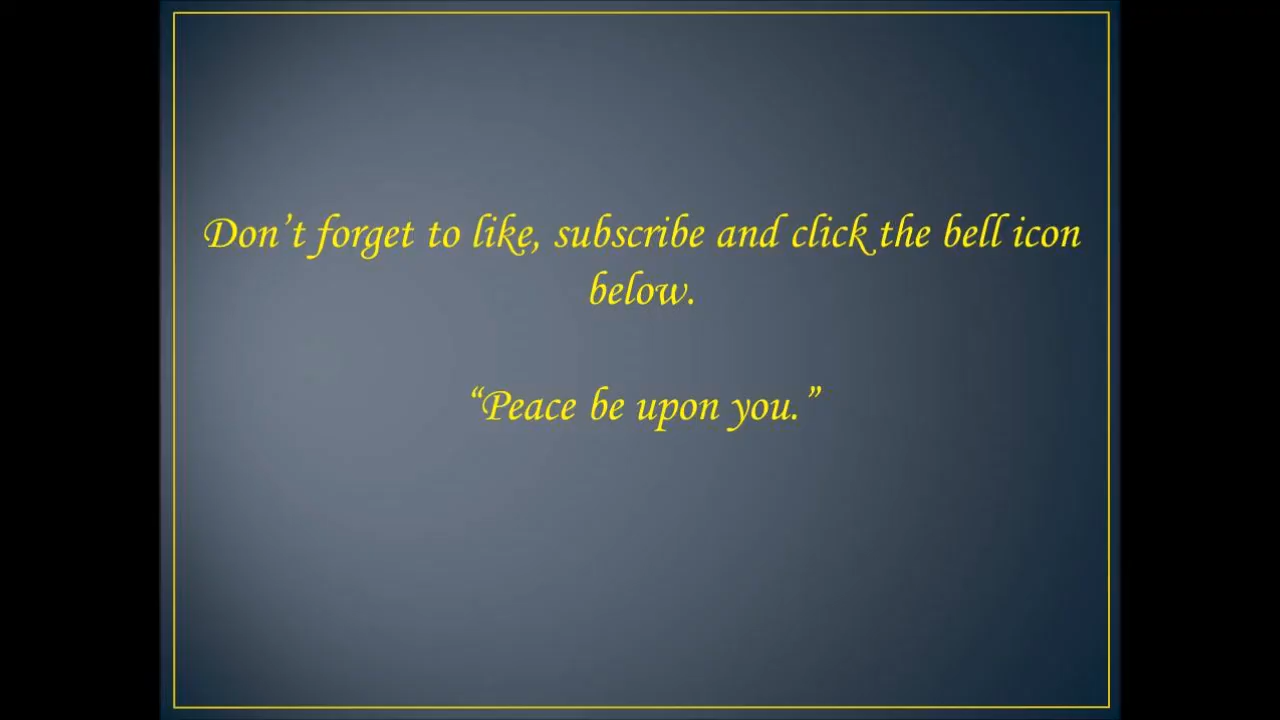 Don’t forget to like, subscribe and click the bell icon
below.
“Peace be upon you.”